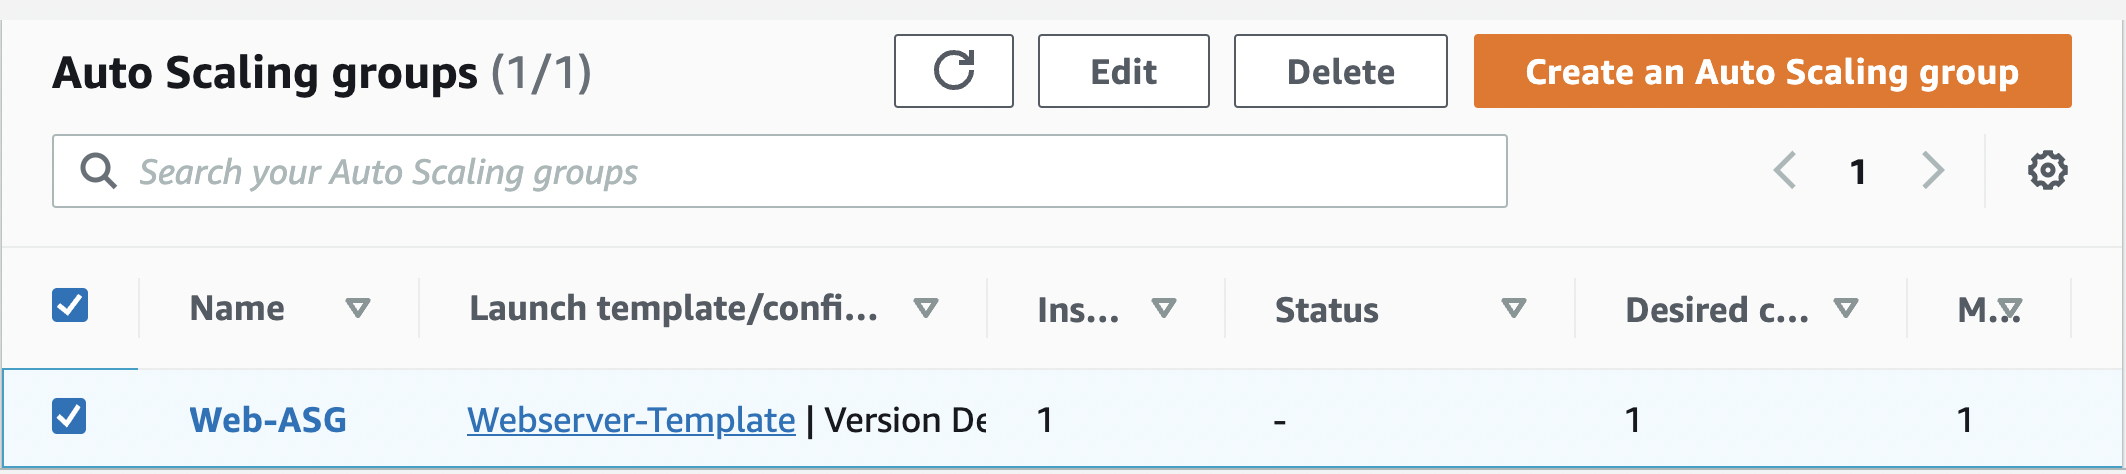 Auto Scaling groups (1/1) Edit Delete Create an Auto Scaling group
Search your Auto Scaling groups 1
Name Launch template/confi... Ins... Status Desired c... M...
Web-ASG Webserver-Template | Version De 1 - 1 1